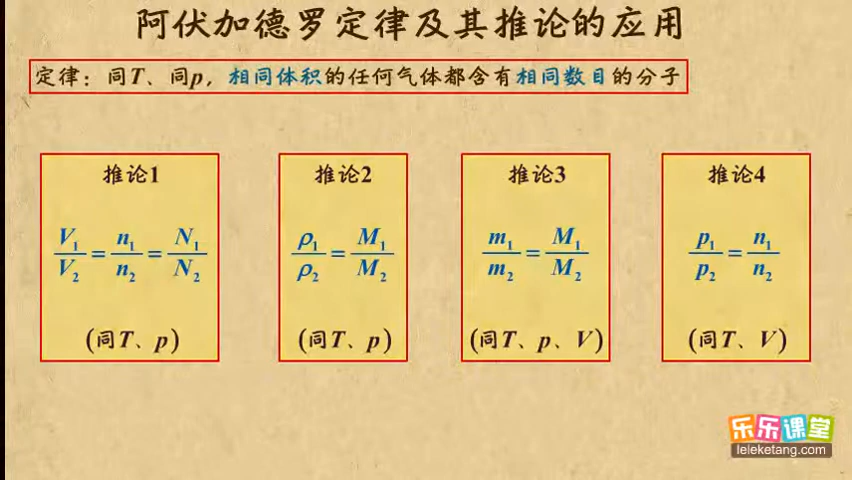 阿伏加德罗定律及其推论的应用
定律：同T、同p，相同体积的任何气体都含有相同数目的分子
推论1
V₁/V₂ = n₁/n₂ = N₁/N₂
(同T、p)
推论2
ρ₁/ρ₂ = M₁/M₂
(同T、p)
推论3
m₁/m₂ = M₁/M₂
(同T、p、V)
推论4
p₁/p₂ = n₁/n₂
(同T、V)
乐乐课堂
leleketang.com